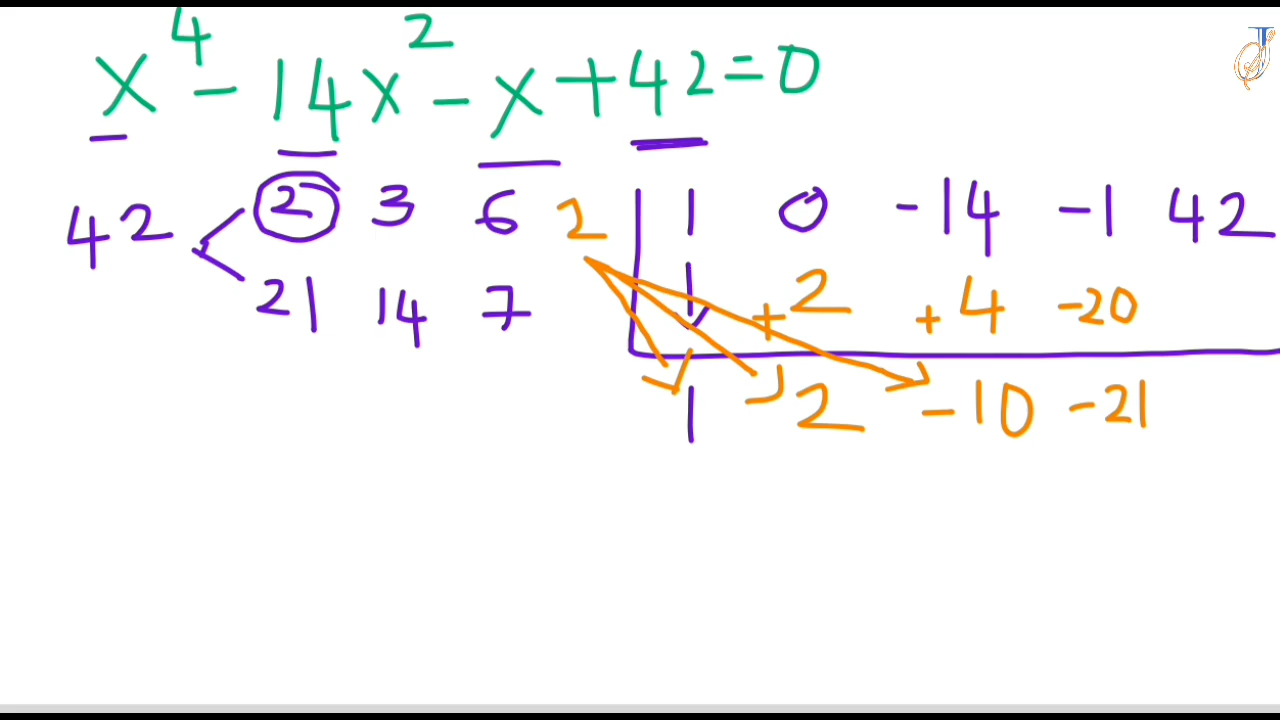 x⁴ - 14x² - x + 42 = 0
42 2 3 6 2 1 0 -14 -1 42
21 14 7 +2 +4 -20
1 2 -10 -21